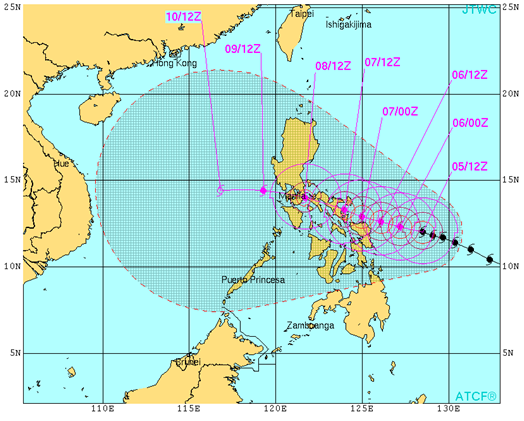 25N
10/12Z
Taipei
JTWC
Ishigakijima
09/12Z
Hong Kong
08/12Z
07/12Z
06/12Z
20N
07/00Z
06/00Z
Hue
05/12Z
15N
Manila
10N
Puerto Princesa
Zamboanga
5N
Brunei
ATCF®
110E
115E
120E
125E
130E